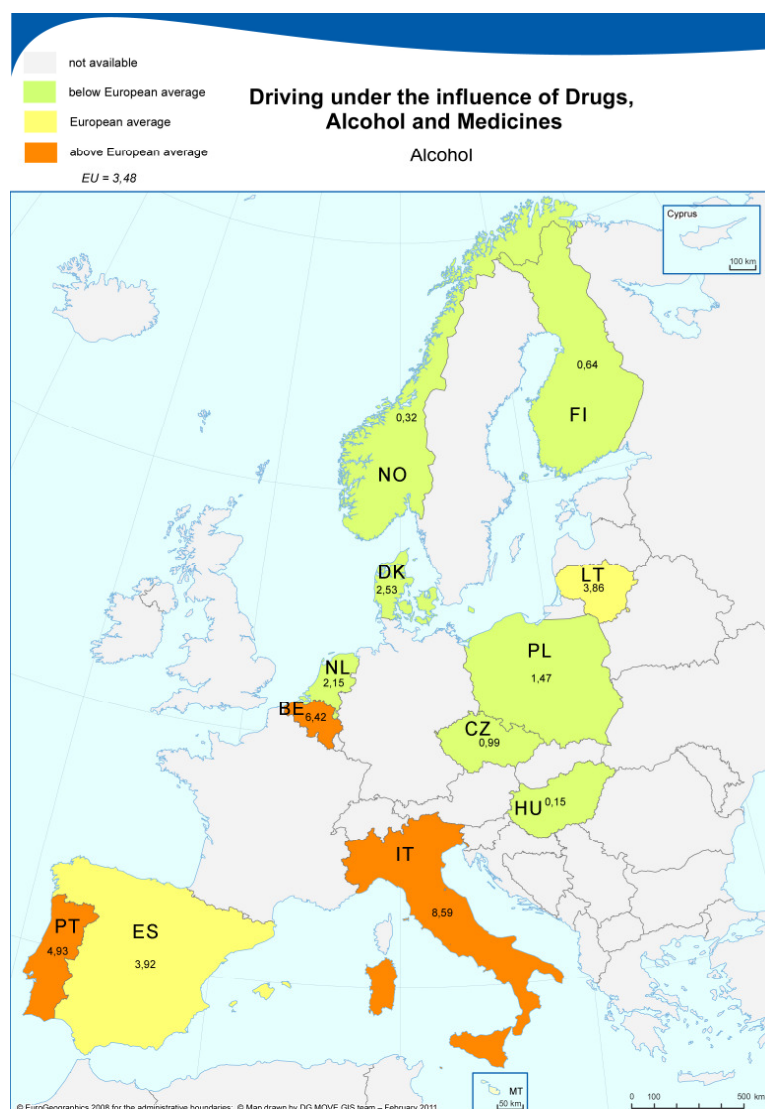 not available
below European average
European average
above European average
EU = 3,48
Driving under the influence of Drugs,
Alcohol and Medicines
Alcohol
Cyprus
100 km
0,64
FI
0,32
NO
DK
2,53
LT
3,86
NL
2,15
PL
1,47
BE
6,42
CZ
0,99
HU 0,15
IT
8,59
PT
4,93
ES
3,92
MT
50 km
0 100 500 km
© EuroGeographics 2008 for the administrative boundaries; © Map drawn by DG MOVE GIS team – February 2011